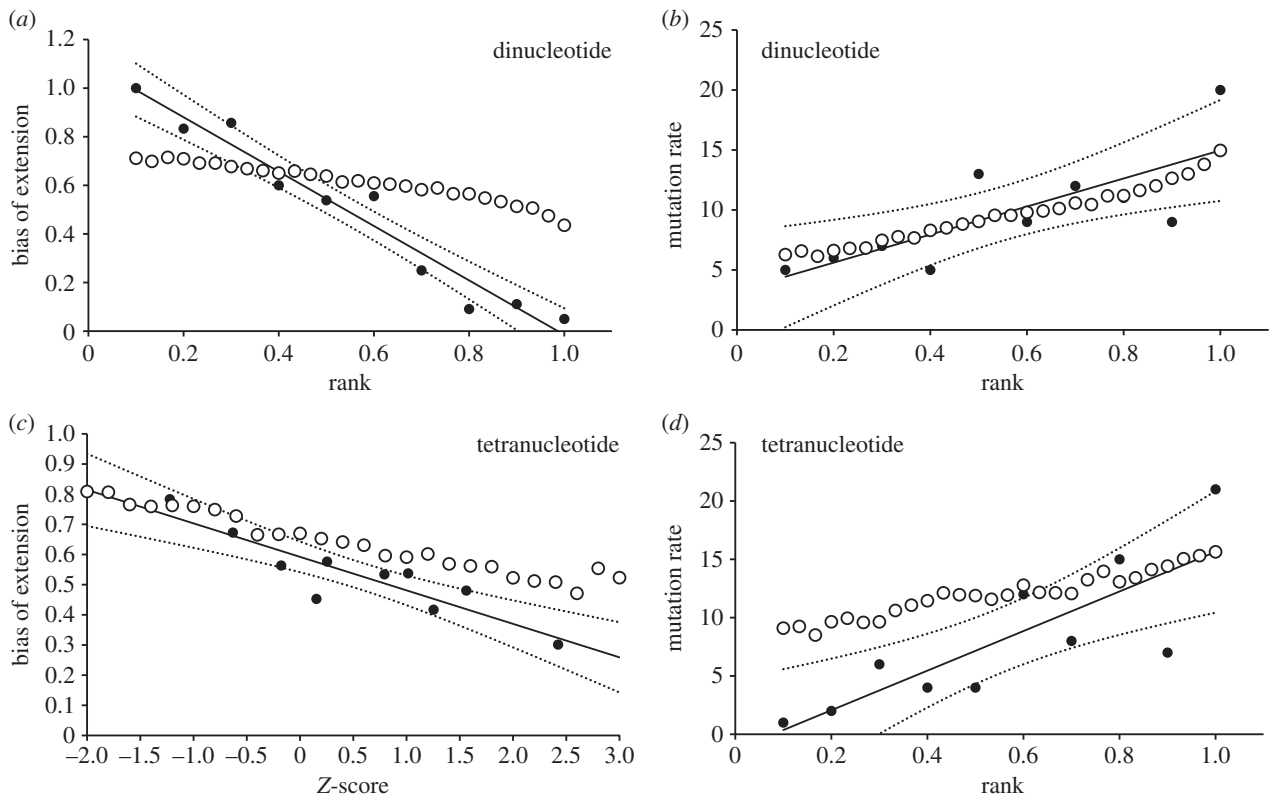 (a)
1.2
1.0
0.8
0.6
0.4
0.2
0
bias of extension
dinucleotide
0 0.2 0.4 0.6 0.8 1.0
rank
(b)
25
20
15
10
5
0
mutation rate
dinucleotide
0 0.2 0.4 0.6 0.8 1.0
rank
(c)
1.0
0.9
0.8
0.7
0.6
0.5
0.4
0.3
0.2
0.1
0
bias of extension
tetranucleotide
–2.0 –1.5 –1.0 –0.5 0 0.5 1.0 1.5 2.0 2.5 3.0
Z-score
(d)
25
20
15
10
5
0
mutation rate
tetranucleotide
0 0.2 0.4 0.6 0.8 1.0
rank